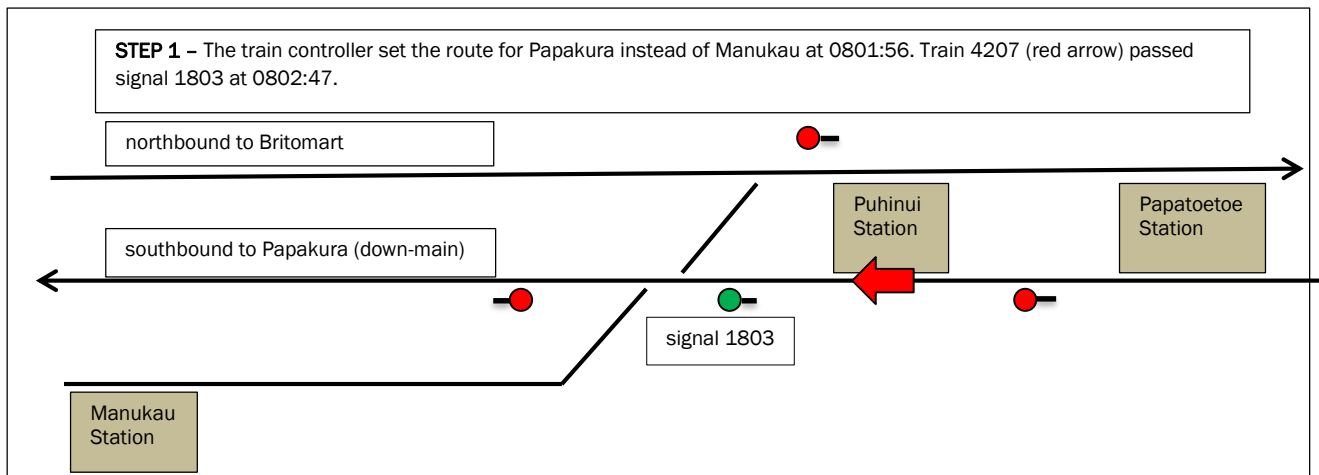 STEP 1 – The train controller set the route for Papakura instead of Manukau at 0801:56. Train 4207 (red arrow) passed
signal 1803 at 0802:47.
northbound to Britomart
Puhinui
Station
Papatoetoe
Station
southbound to Papakura (down-main)
signal 1803
Manukau
Station